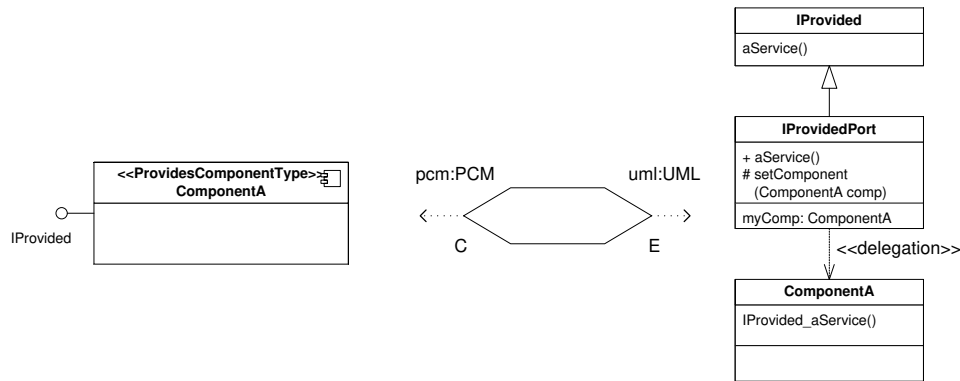 <<ProvidesComponentType>>
ComponentA
IProvided
pcm:PCM
uml:UML
C
E
IProvided
aService()
IProvidedPort
+ aService()
# setComponent
(ComponentA comp)
myComp: ComponentA
<<delegation>>
ComponentA
IProvided_aService()